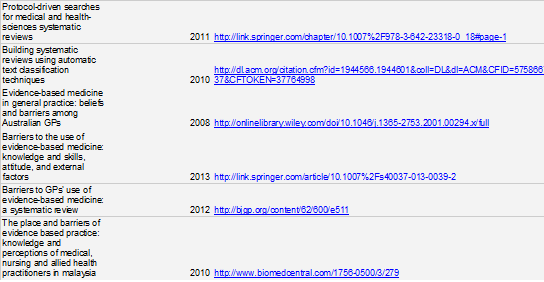 Protocol-driven searches
for medical and health-
sciences systematic
reviews 2011 http://link.springer.com/chapter/10.1007%2F978-3-642-23318-0_18#page-1
Building systematic
reviews using automatic
text classification http://dl.acm.org/citation.cfm?id=1944566.1944601&coll=DL&dl=ACM&CFID=575866
techniques 2010 37&CFTOKEN=37764998
Evidence-based medicine
in general practice: beliefs
and barriers among
Australian GPs 2008 http://onlinelibrary.wiley.com/doi/10.1046/j.1365-2753.2001.00294.x/full
Barriers to the use of
evidence-based medicine:
knowledge and skills,
attitude, and external
factors 2013 http://link.springer.com/article/10.1007%2Fs40037-013-0039-2
Barriers to GPs' use of
evidence-based medicine:
a systematic review 2012 http://bjgp.org/content/62/600/e511
The place and barriers of
evidence based practice:
knowledge and
perceptions of medical,
nursing and allied health
practitioners in malaysia 2010 http://www.biomedcentral.com/1756-0500/3/279